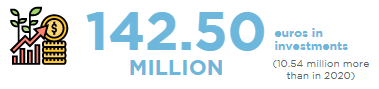 142.50
MILLION
euros in
investments
(10.54 million more
than in 2020)